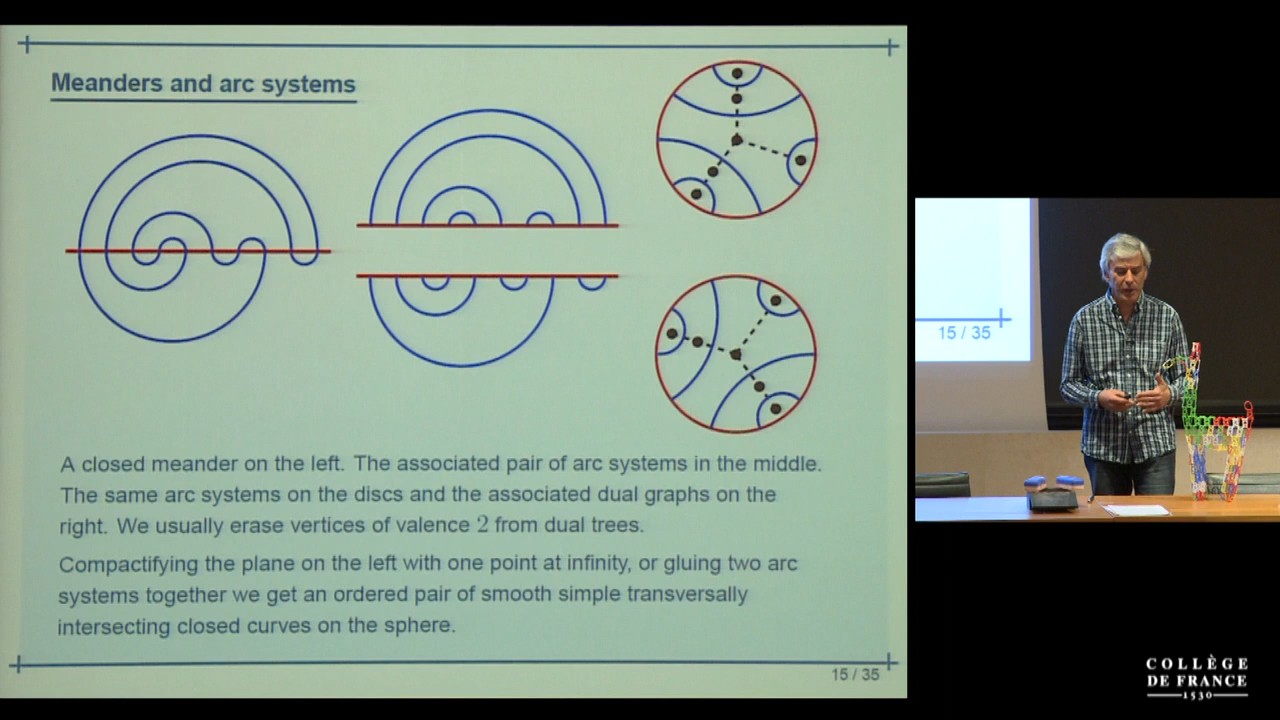 Meanders and arc systems
A closed meander on the left. The associated pair of arc systems in the middle.
The same arc systems on the discs and the associated dual graphs on the
right. We usually erase vertices of valence 2 from dual trees.
Compactifying the plane on the left with one point at infinity, or gluing two arc
systems together we get an ordered pair of smooth simple transversally
intersecting closed curves on the sphere.
15 / 35
15 / 35
COLLÈGE
DE FRANCE
1530